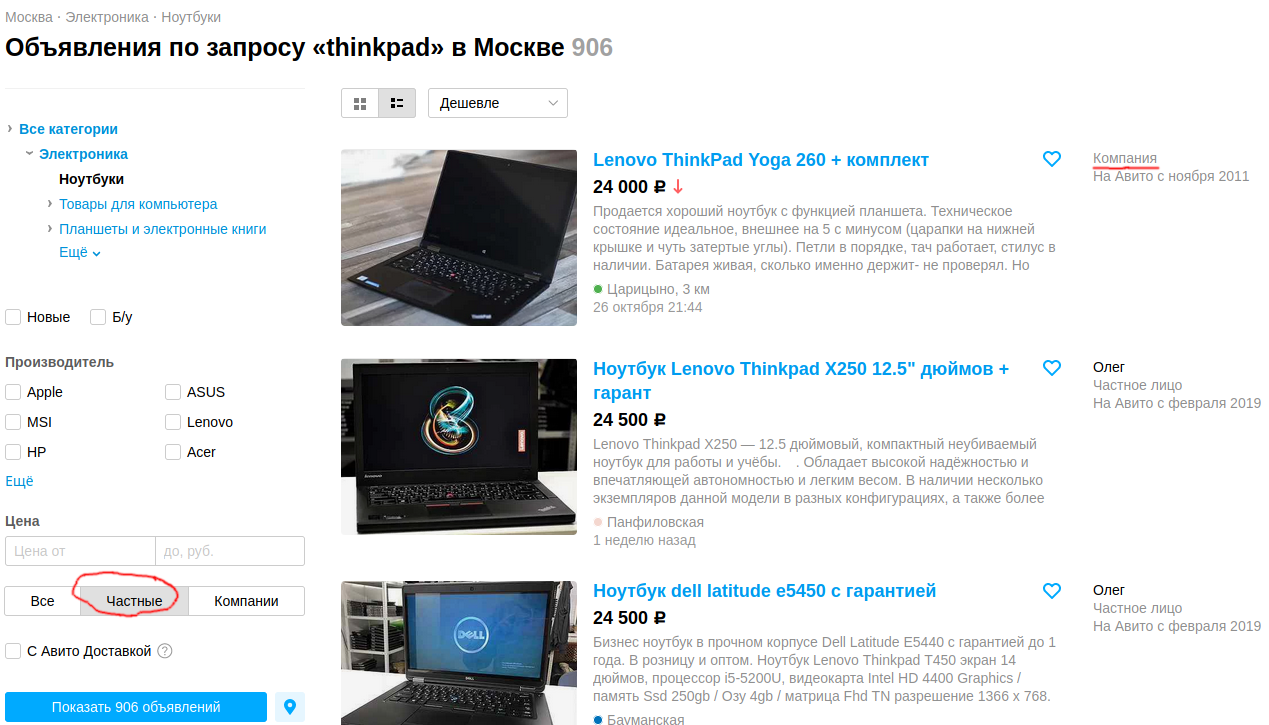 Москва · Электроника · Ноутбуки
Объявления по запросу «thinkpad» в Москве 906
Все категории
Электроника
Ноутбуки
Товары для компьютера
Планшеты и электронные книги
Ещё
Новые
Б/у
Производитель
Apple
ASUS
MSI
Lenovo
HP
Acer
Ещё
Цена
Цена от
до, руб.
Все
Частные
Компании
С Авито Доставкой ?
Показать 906 объявлений
Дешевле
Lenovo ThinkPad Yoga 260 + комплект
24 000 ₽ ↓
Продается хороший ноутбук с функцией планшета. Техническое
состояние идеальное, внешнее на 5 с минусом (царапки на нижней
крышке и чуть затертые углы). Петли в порядке, тач работает, стилус в
наличии. Батарея живая, сколько именно держит- не проверял. Но
Царицыно, 3 км
26 октября 21:44
Компания
На Авито с ноября 2011
Ноутбук Lenovo Thinkpad X250 12.5" дюймов +
гарант
24 500 ₽
Lenovo Thinkpad X250 — 12.5 дюймовый, компактный неубиваемый
ноутбук для работы и учёбы. . Обладает высокой надёжностью и
впечатляющей автономностью и легким весом. В наличии несколько
экземпляров данной модели в разных конфигурациях, а также более
Панфиловская
1 неделю назад
Олег
Частное лицо
На Авито с февраля 2019
DELL
Ноутбук dell latitude e5450 с гарантией
24 500 ₽
Бизнес ноутбук в прочном корпусе Dell Latitude E5440 с гарантией до 1
года. В розницу и оптом. Ноутбук Lenovo Thinkpad T450 экран 14
дюймов, процессор i5-5200U, видеокарта Intel HD 4400 Graphics /
память Ssd 250gb / Озу 4gb / матрица Fhd TN разрешение 1366 x 768.
Бауманская
Олег
Частное лицо
На Авито с февраля 2019